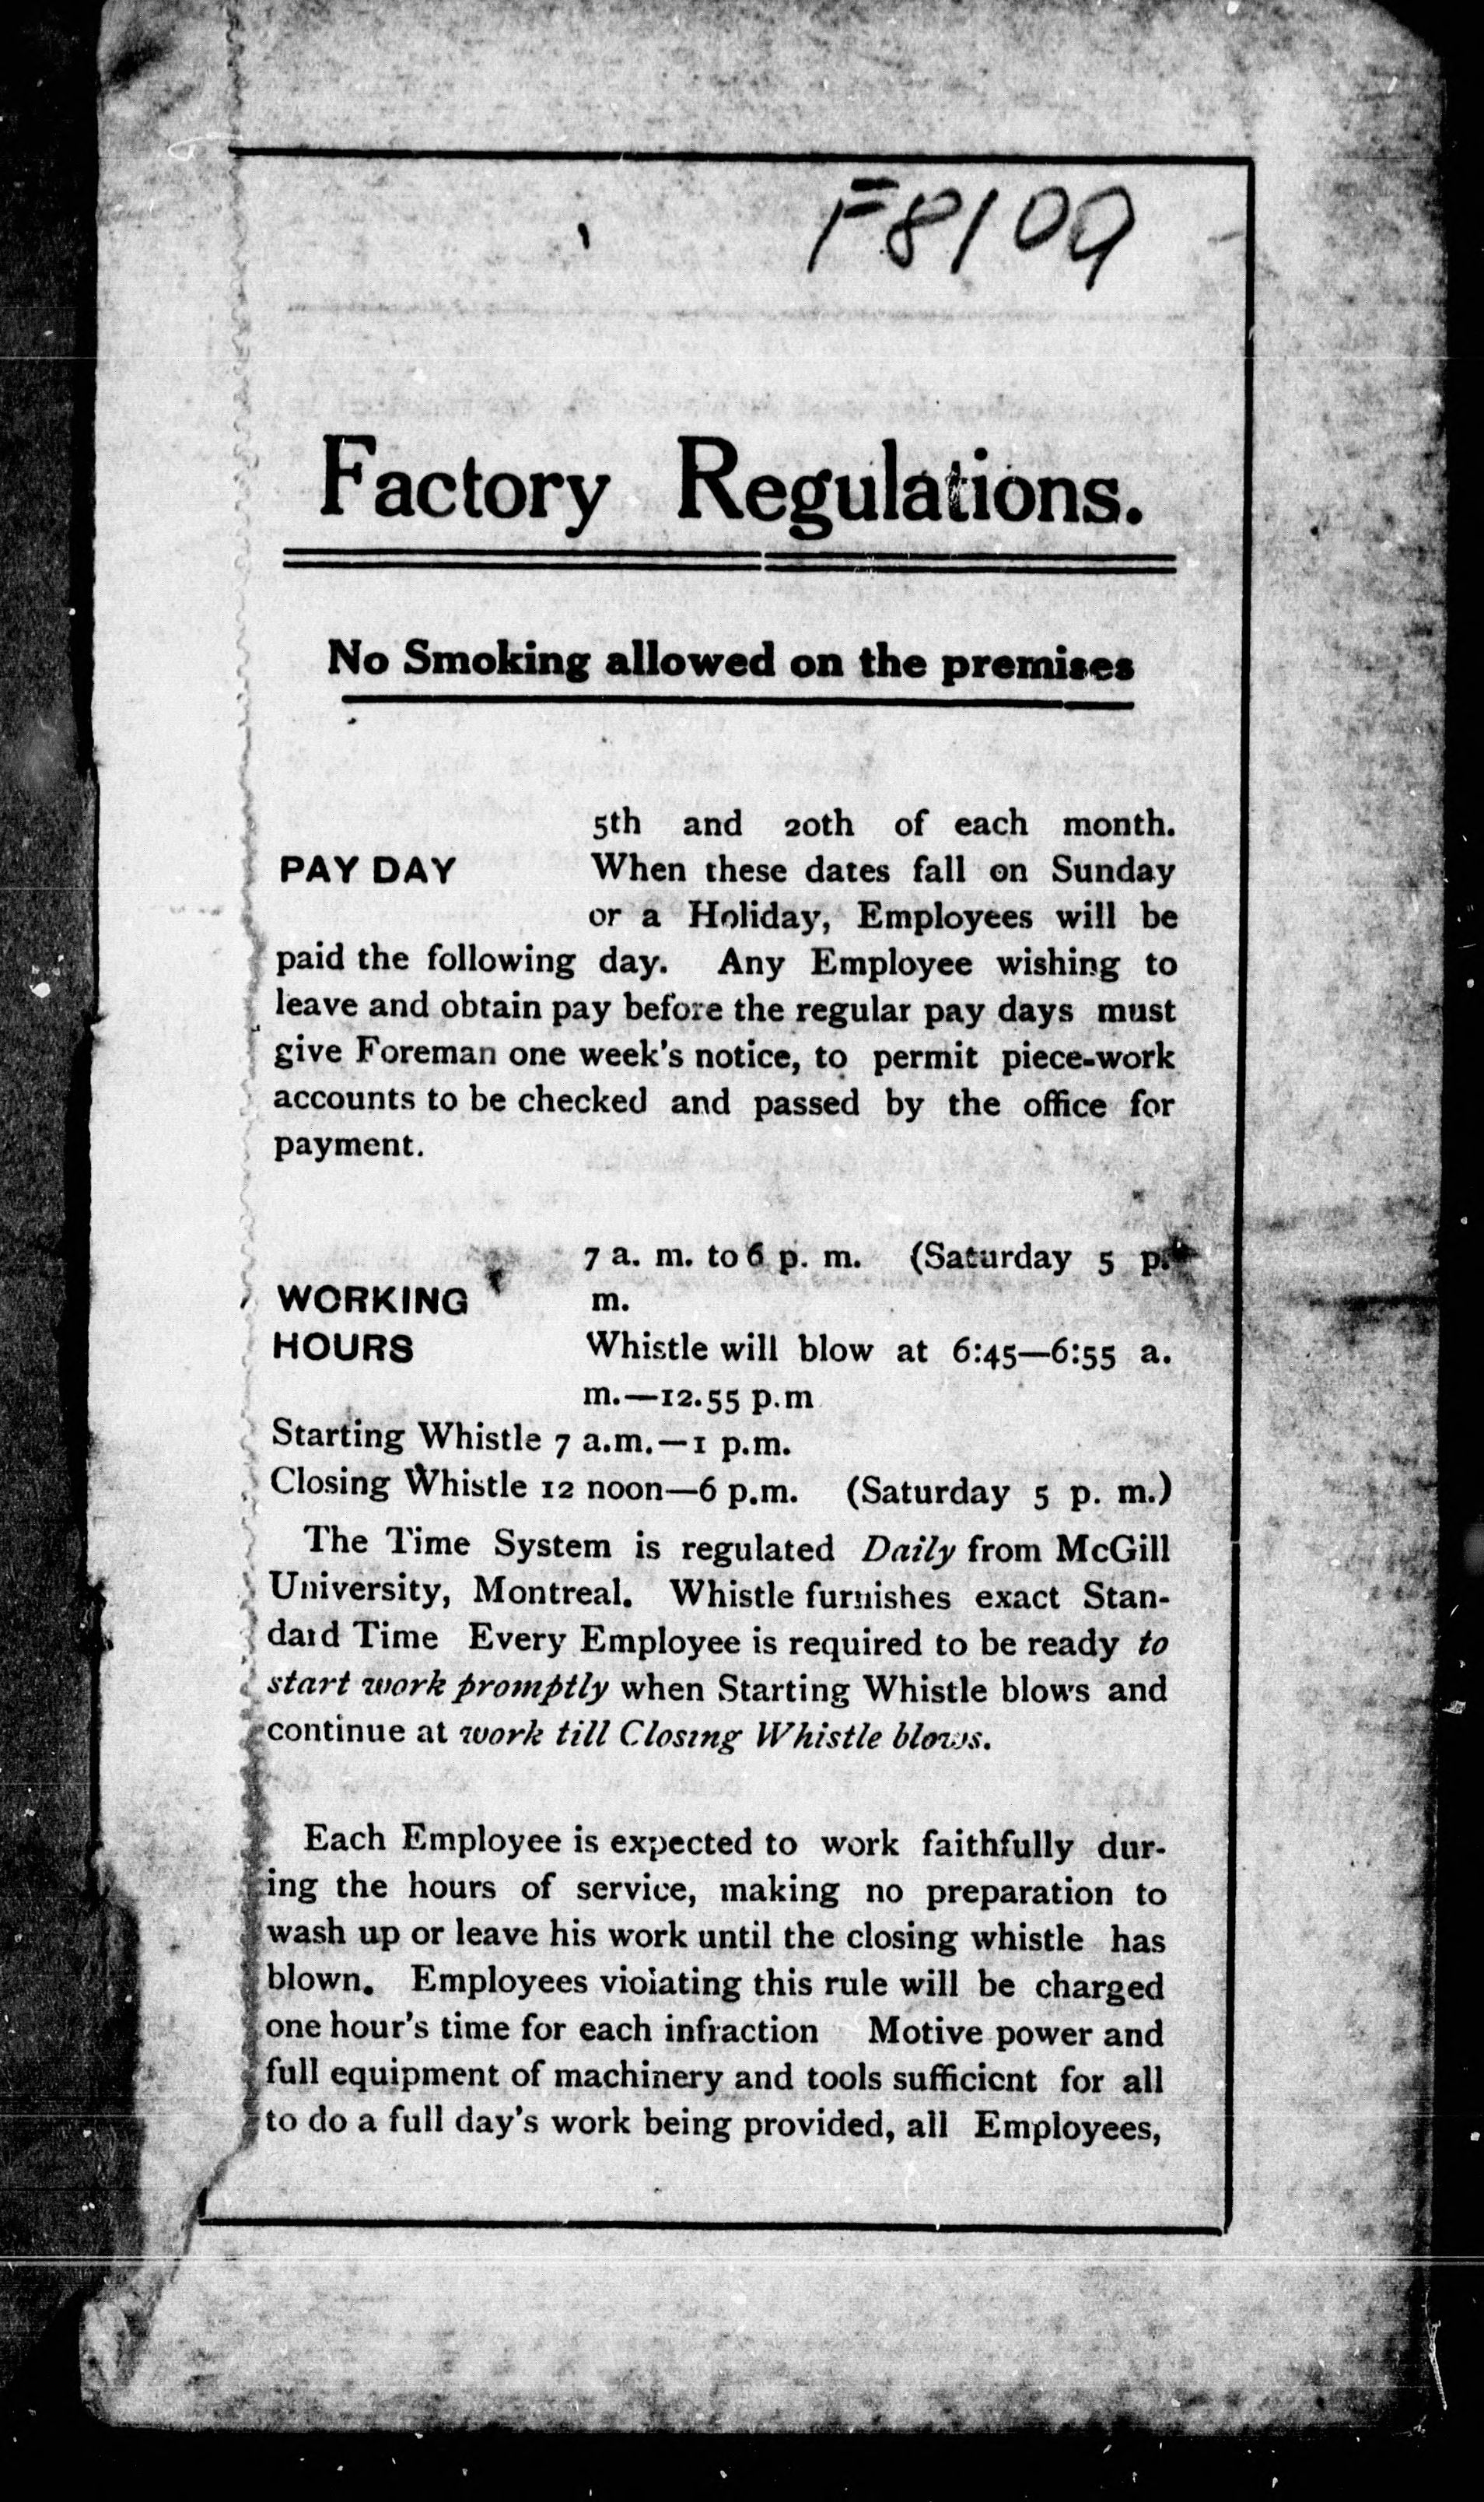 F8109
Factory Regulations.
No Smoking allowed on the premises
5th and 20th of each month.
PAY DAY When these dates fall on Sunday
or a Holiday, Employees will be
paid the following day. Any Employee wishing to
leave and obtain pay before the regular pay days must
give Foreman one week's notice, to permit piece-work
accounts to be checked and passed by the office for
payment.
7 a. m. to 6 p. m. (Saturday 5 p.
WORKING m.
HOURS Whistle will blow at 6:45—6:55 a.
m.—12.55 p.m
Starting Whistle 7 a.m.—1 p.m.
Closing Whistle 12 noon—6 p.m. (Saturday 5 p. m.)
The Time System is regulated Daily from McGill
University, Montreal. Whistle furnishes exact Stan-
dard Time Every Employee is required to be ready to
start work promptly when Starting Whistle blows and
continue at work till Closing Whistle blows.
Each Employee is expected to work faithfully dur-
ing the hours of service, making no preparation to
wash up or leave his work until the closing whistle has
blown. Employees violating this rule will be charged
one hour's time for each infraction Motive power and
full equipment of machinery and tools sufficient for all
to do a full day's work being provided, all Employees,